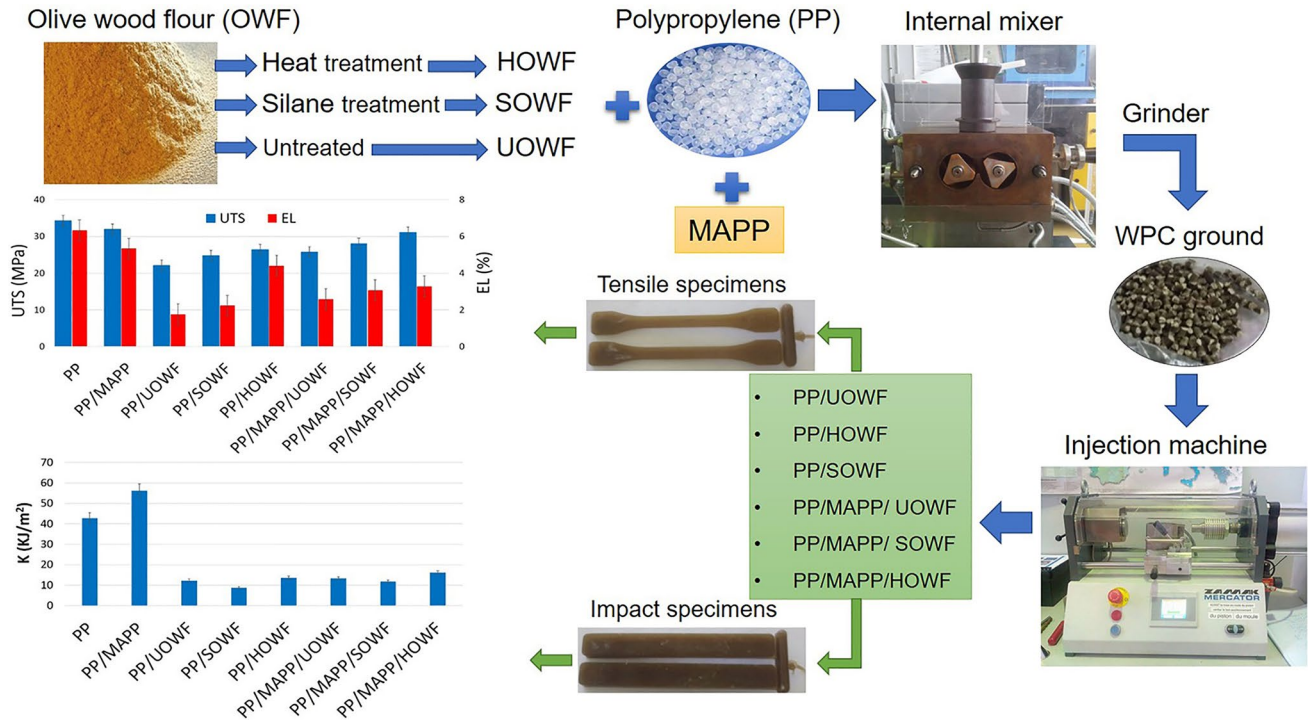 Olive wood flour (OWF)
Heat treatment
HOWF
Silane treatment
SOWF
Untreated
UOWF
Polypropylene (PP)
MAPP
Internal mixer
Grinder
WPC ground
Injection machine
ZAMAK
MERCATOR
du piston
du moule
PP/UOWF
PP/HOWF
PP/SOWF
PP/MAPP/ UOWF
PP/MAPP/ SOWF
PP/MAPP/HOWF
Tensile specimens
Impact specimens
UTS EL
UTS (MPa)
40
30
20
10
0
EL (%)
8
6
4
2
0
PP
PP/MAPP
PP/UOWF
PP/SOWF
PP/HOWF
PP/MAPP/UOWF
PP/MAPP/SOWF
PP/MAPP/HOWF
K (KJ/m²)
70
60
50
40
30
20
10
0
PP
PP/MAPP
PP/UOWF
PP/SOWF
PP/HOWF
PP/MAPP/UOWF
PP/MAPP/SOWF
PP/MAPP/HOWF